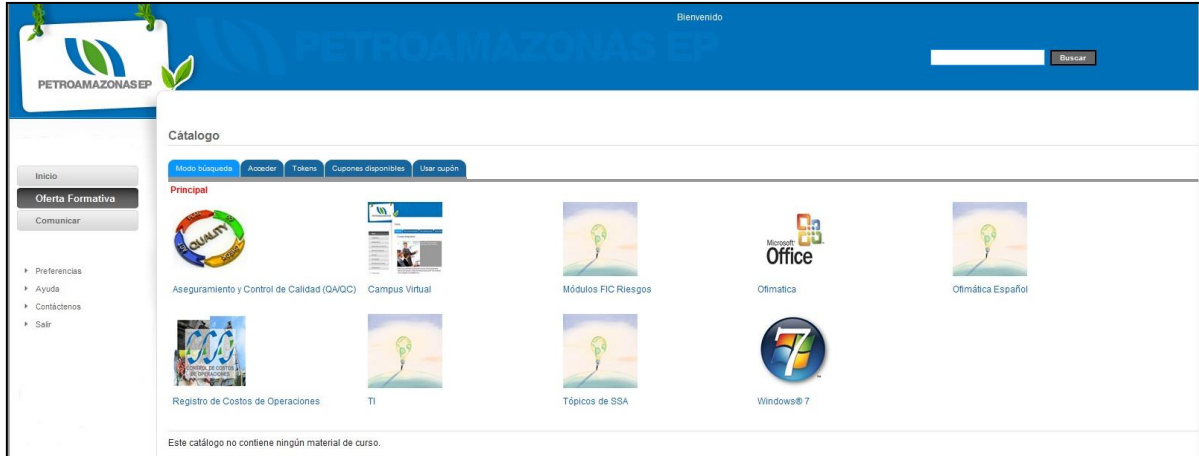 Bienvenido
PETROAMAZONAS EP
PETROAMAZONAS EP
Buscar
Cátalogo
Modo búsqueda Acceder Tokens Cupones disponibles Usar cupón
Inicio
Oferta Formativa
Comunicar
Preferencias
Ayuda
Contáctenos
Salir
Principal
QUALITY
Microsoft
Office
Aseguramiento y Control de Calidad (QA/QC) Campus Virtual Módulos FIC Riesgos Ofimatica Ofimática Español
CONTROL DE COSTOS
DE OPERACIONES
7
Registro de Costos de Operaciones TI Tópicos de SSA Windows® 7
Este catálogo no contiene ningún material de curso.